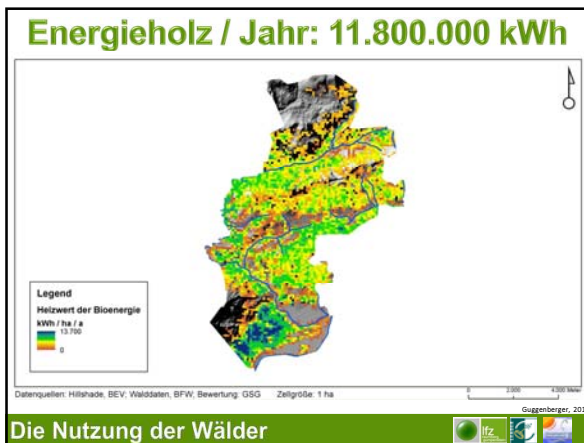 Energieholz / Jahr: 11.800.000 kWh
Legend
Heizwert der Bioenergie
kWh / ha / a
13.700
0
Datenquellen: Hillshade, BEV; Walddaten, BFW; Bewertung: GSG Zellgröße: 1 ha
0 2.000 4.000 Meter
Guggenberger, 201
Die Nutzung der Wälder
lfz